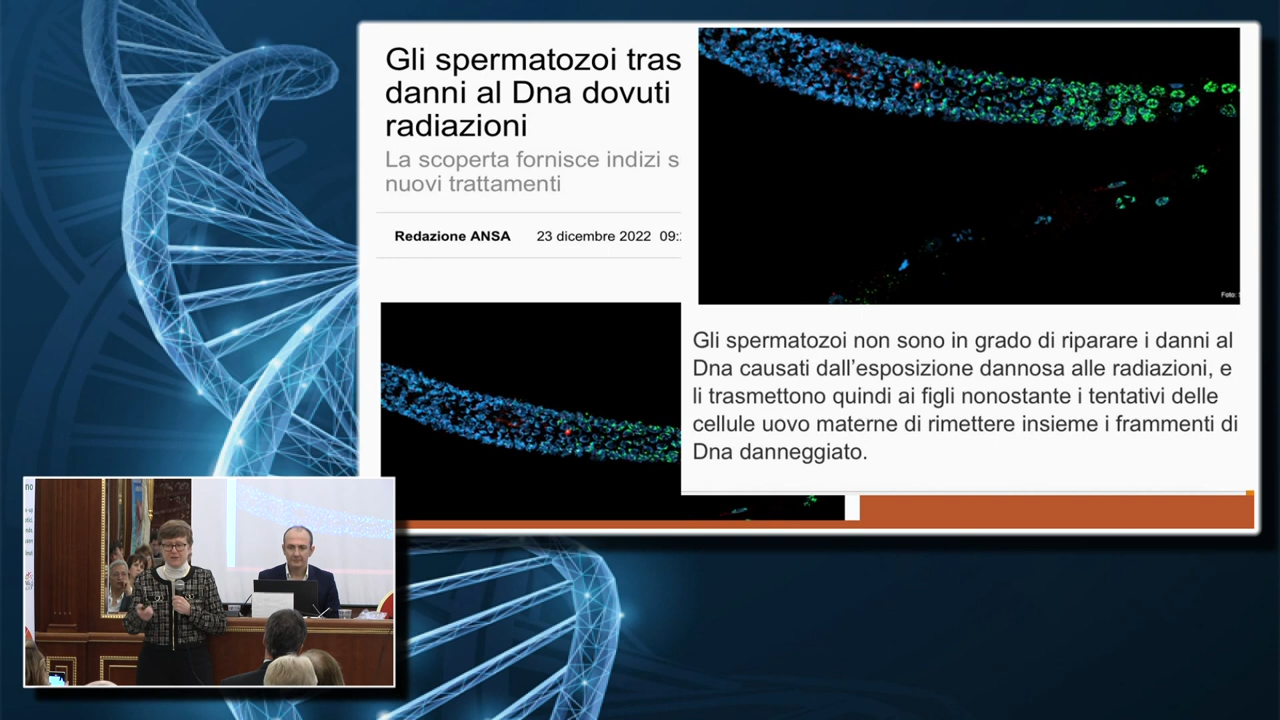 Gli spermatozoi tras
danni al Dna dovuti
radiazioni
La scoperta fornisce indizi s
nuovi trattamenti
Redazione ANSA 23 dicembre 2022 09:
Foto:
Gli spermatozoi non sono in grado di riparare i danni al
Dna causati dall'esposizione dannosa alle radiazioni, e
li trasmettono quindi ai figli nonostante i tentativi delle
cellule uovo materne di rimettere insieme i frammenti di
Dna danneggiato.
no